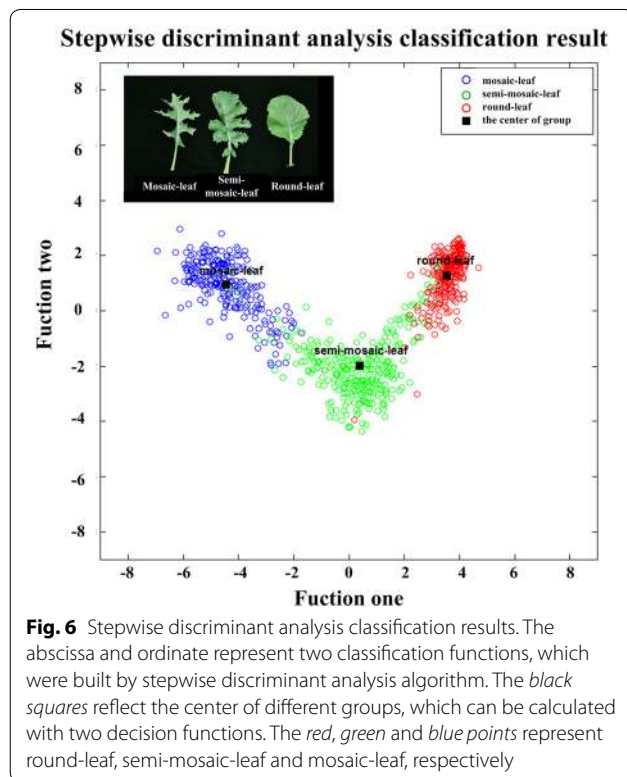 Stepwise discriminant analysis classification result
8
6
4
2
0
-2
-4
-6
-8
Fuction two
mosaic-leaf
semi-mosaic-leaf
round-leaf
the center of group
Mosaic-leaf
Semi-
mosaic-leaf
Round-leaf
mosaic-leaf
round-leaf
semi-mosaic-leaf
-8 -6 -4 -2 0 2 4 6 8
Fuction one
Fig. 6 Stepwise discriminant analysis classification results. The
abscissa and ordinate represent two classification functions, which
were built by stepwise discriminant analysis algorithm. The black
squares reflect the center of different groups, which can be calculated
with two decision functions. The red, green and blue points represent
round-leaf, semi-mosaic-leaf and mosaic-leaf, respectively